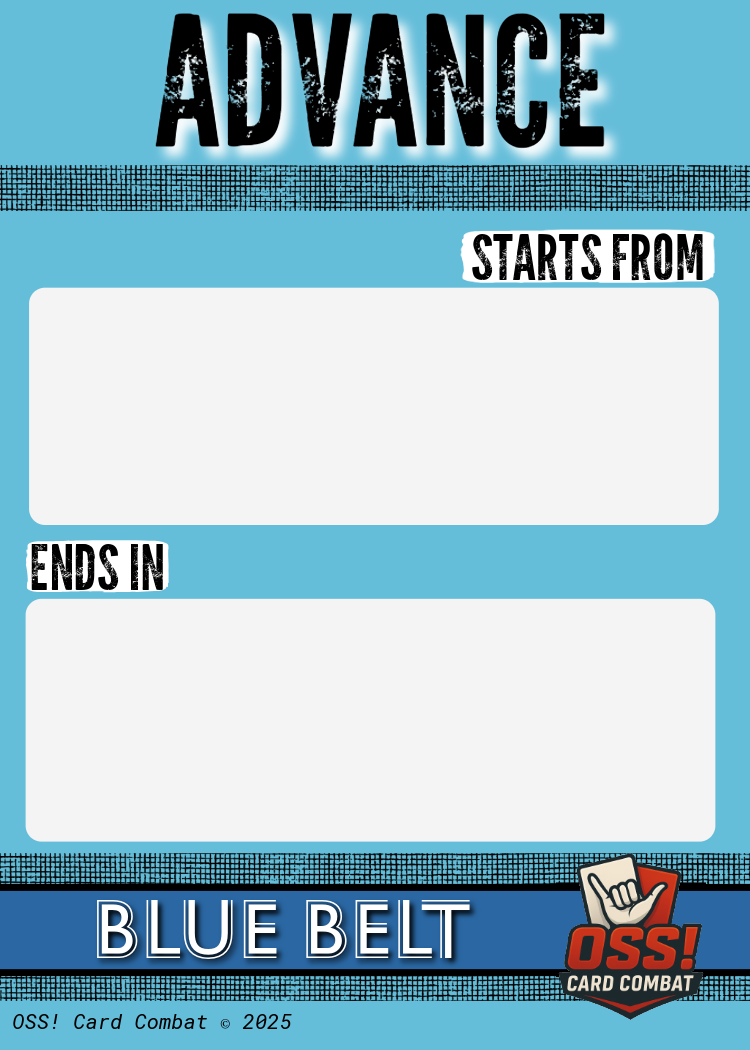 ADVANCE
STARTS FROM
ENDS IN
BLUE BELT
OSS!
CARD COMBAT
OSS! Card Combat © 2025